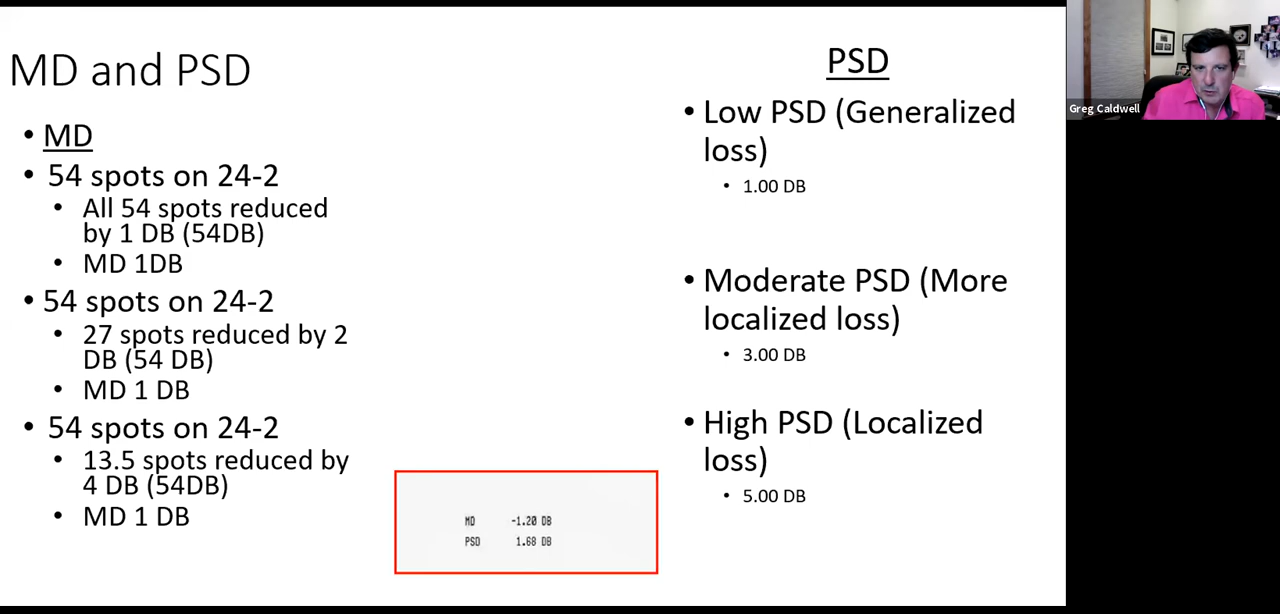 MD and PSD
• MD
• 54 spots on 24-2
• All 54 spots reduced
by 1 DB (54DB)
• MD 1DB
• 54 spots on 24-2
• 27 spots reduced by 2
DB (54 DB)
• MD 1 DB
• 54 spots on 24-2
• 13.5 spots reduced by
4 DB (54DB)
• MD 1 DB
MD -1.20 DB
PSD 1.68 DB
PSD
• Low PSD (Generalized
loss)
• 1.00 DB
• Moderate PSD (More
localized loss)
• 3.00 DB
• High PSD (Localized
loss)
• 5.00 DB
Greg Caldwell